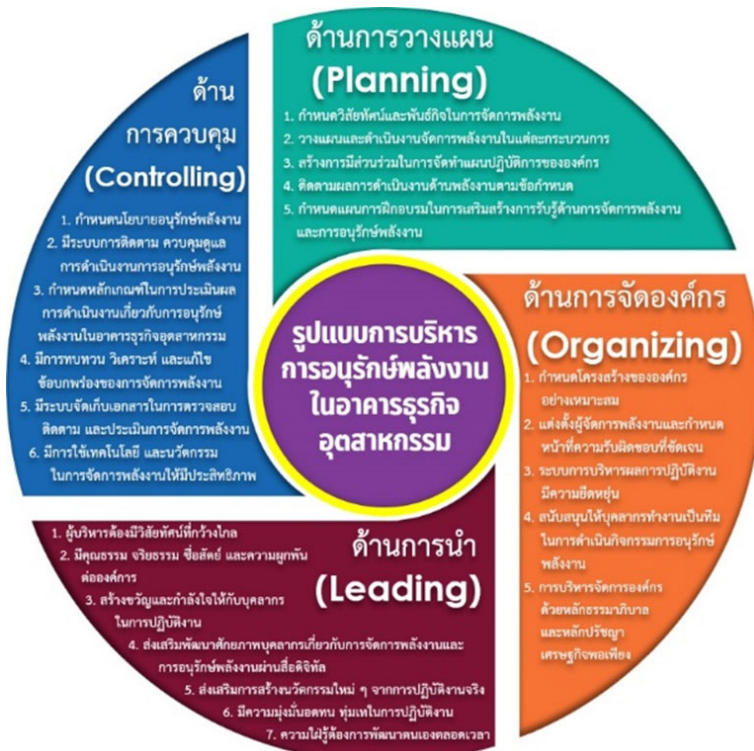 ด้านการวางแผน
(Planning)
1. กำหนดวิสัยทัศน์และพันธกิจในการจัดการพลังงาน
2. วางแผนและดำเนินงานจัดการพลังงานในแต่ละกระบวนการ
3. สร้างการมีส่วนร่วมในการจัดทำแผนปฏิบัติการขององค์กร
4. ติดตามผลการดำเนินงานด้านพลังงานตามข้อกำหนด
5. กำหนดแผนการฝึกอบรมในการเสริมสร้างการรับรู้ด้านการจัดการพลังงาน
และการอนุรักษ์พลังงาน
ด้านการจัดองค์กร
(Organizing)
1. กำหนดโครงสร้างขององค์กร
อย่างเหมาะสม
2. แต่งตั้งผู้จัดการพลังงานและกำหนด
หน้าที่ความรับผิดชอบที่ชัดเจน
3. ระบบการบริหารผลการปฏิบัติงาน
มีความยืดหยุ่น
4. สนับสนุนให้บุคลากรทำงานเป็นทีม
ในการดำเนินกิจกรรมการอนุรักษ์
พลังงาน
5. การบริหารจัดการองค์กร
ด้วยหลักธรรมาภิบาล
และหลักปรัชญา
เศรษฐกิจพอเพียง
ด้านการนำ
(Leading)
1. ผู้บริหารต้องมีวิสัยทัศน์ที่กว้างไกล
2. มีคุณธรรม จริยธรรม ซื่อสัตย์ และความผูกพัน
ต่อองค์การ
3. สร้างขวัญและกำลังใจให้กับบุคลากร
ในการปฏิบัติงาน
4. ส่งเสริมพัฒนาศักยภาพบุคลากรเกี่ยวกับการจัดการพลังงานและ
การอนุรักษ์พลังงานผ่านสื่อดิจิทัล
5. ส่งเสริมการสร้างนวัตกรรมใหม่ ๆ จากการปฏิบัติงานจริง
6. มีความมุ่งมั่นอดทน ทุ่มเทในการปฏิบัติงาน
7. ความใฝ่รู้ต้องการพัฒนาตนเองตลอดเวลา
ด้าน
การควบคุม
(Controlling)
1. กำหนดนโยบายอนุรักษ์พลังงาน
2. มีระบบการติดตาม ควบคุมดูแล
การดำเนินงานการอนุรักษ์พลังงาน
3. กำหนดหลักเกณฑ์ในการประเมินผล
การดำเนินงานเกี่ยวกับการอนุรักษ์
พลังงานในอาคารธุรกิจอุตสาหกรรม
4. มีการทบทวน วิเคราะห์ และแก้ไข
ข้อบกพร่องของการจัดการพลังงาน
5. มีระบบจัดเก็บเอกสารในการตรวจสอบ
ติดตาม และประเมินการจัดการพลังงาน
6. มีการใช้เทคโนโลยี และนวัตกรรม
ในการจัดการพลังงานให้มีประสิทธิภาพ
รูปแบบการบริหาร
การอนุรักษ์พลังงาน
ในอาคารธุรกิจ
อุตสาหกรรม